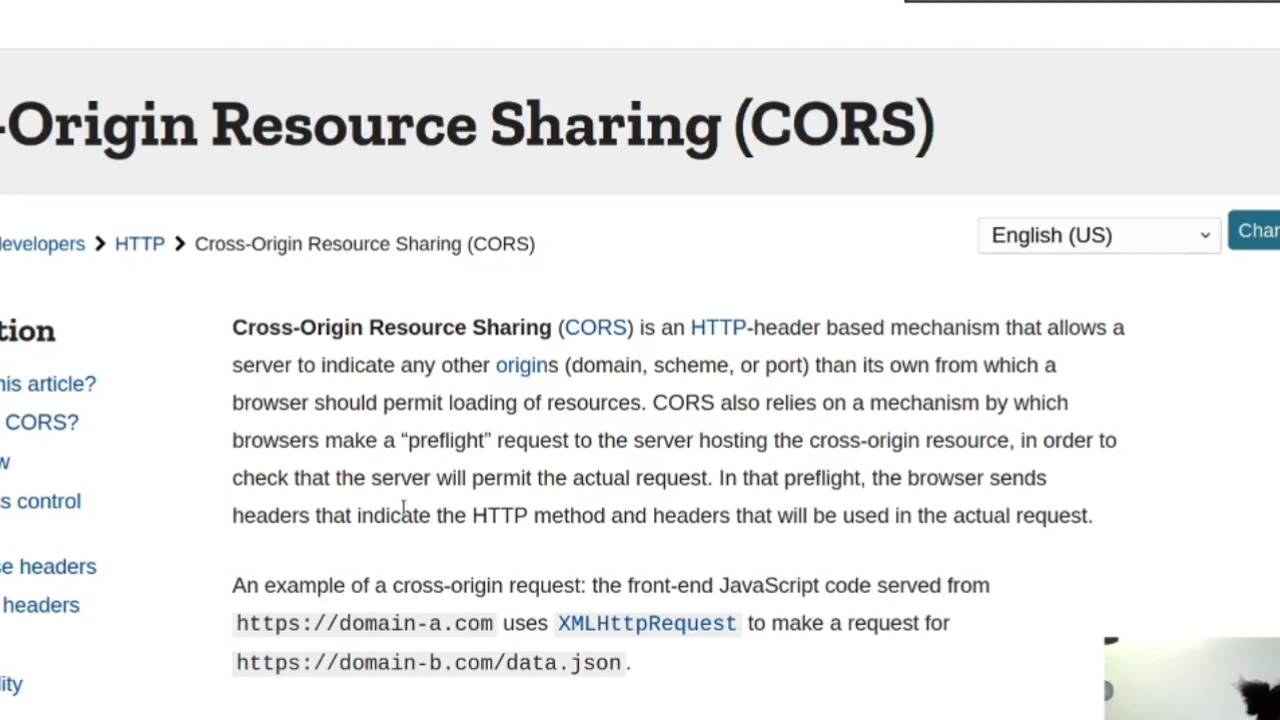 -Origin Resource Sharing (CORS)
developers > HTTP > Cross-Origin Resource Sharing (CORS)
English (US)
tion
his article?
CORS?
w
s control
se headers
headers
ity
Cross-Origin Resource Sharing (CORS) is an HTTP-header based mechanism that allows a
server to indicate any other origins (domain, scheme, or port) than its own from which a
browser should permit loading of resources. CORS also relies on a mechanism by which
browsers make a “preflight” request to the server hosting the cross-origin resource, in order to
check that the server will permit the actual request. In that preflight, the browser sends
headers that indicate the HTTP method and headers that will be used in the actual request.
An example of a cross-origin request: the front-end JavaScript code served from
https://domain-a.com uses XMLHttpRequest to make a request for
https://domain-b.com/data.json.